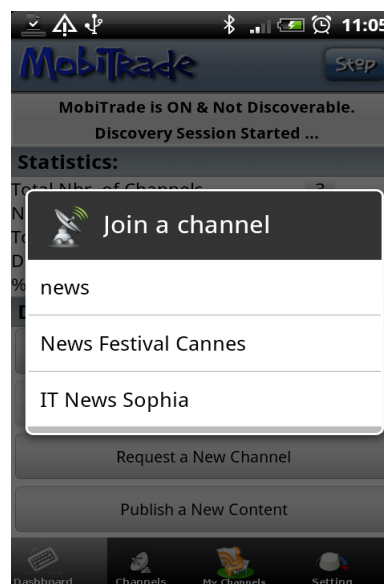 11:05
MobiTrade
Stop
MobiTrade is ON & Not Discoverable.
Discovery Session Started ...
Statistics:
Total Nbr. of Channels 3
N
To
D
%
D
Join a channel
news
News Festival Cannes
IT News Sophia
Request a New Channel
Publish a New Content
Dashboard Channels My Channels Setting